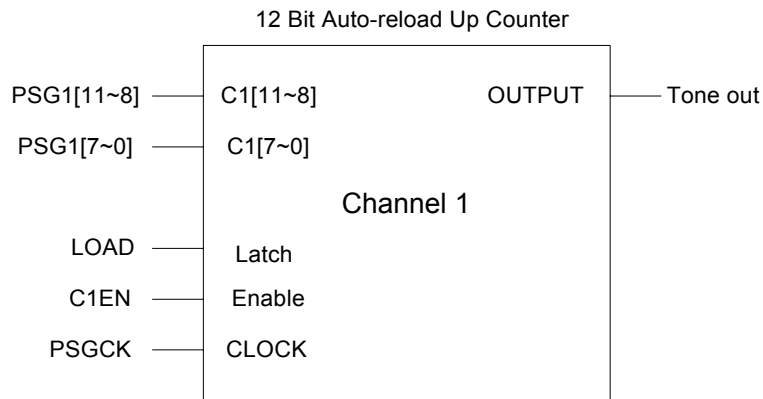 12 Bit Auto-reload Up Counter
PSG1[11~8] C1[11~8] OUTPUT Tone out
PSG1[7~0] C1[7~0]
Channel 1
LOAD Latch
C1EN Enable
PSGCK CLOCK